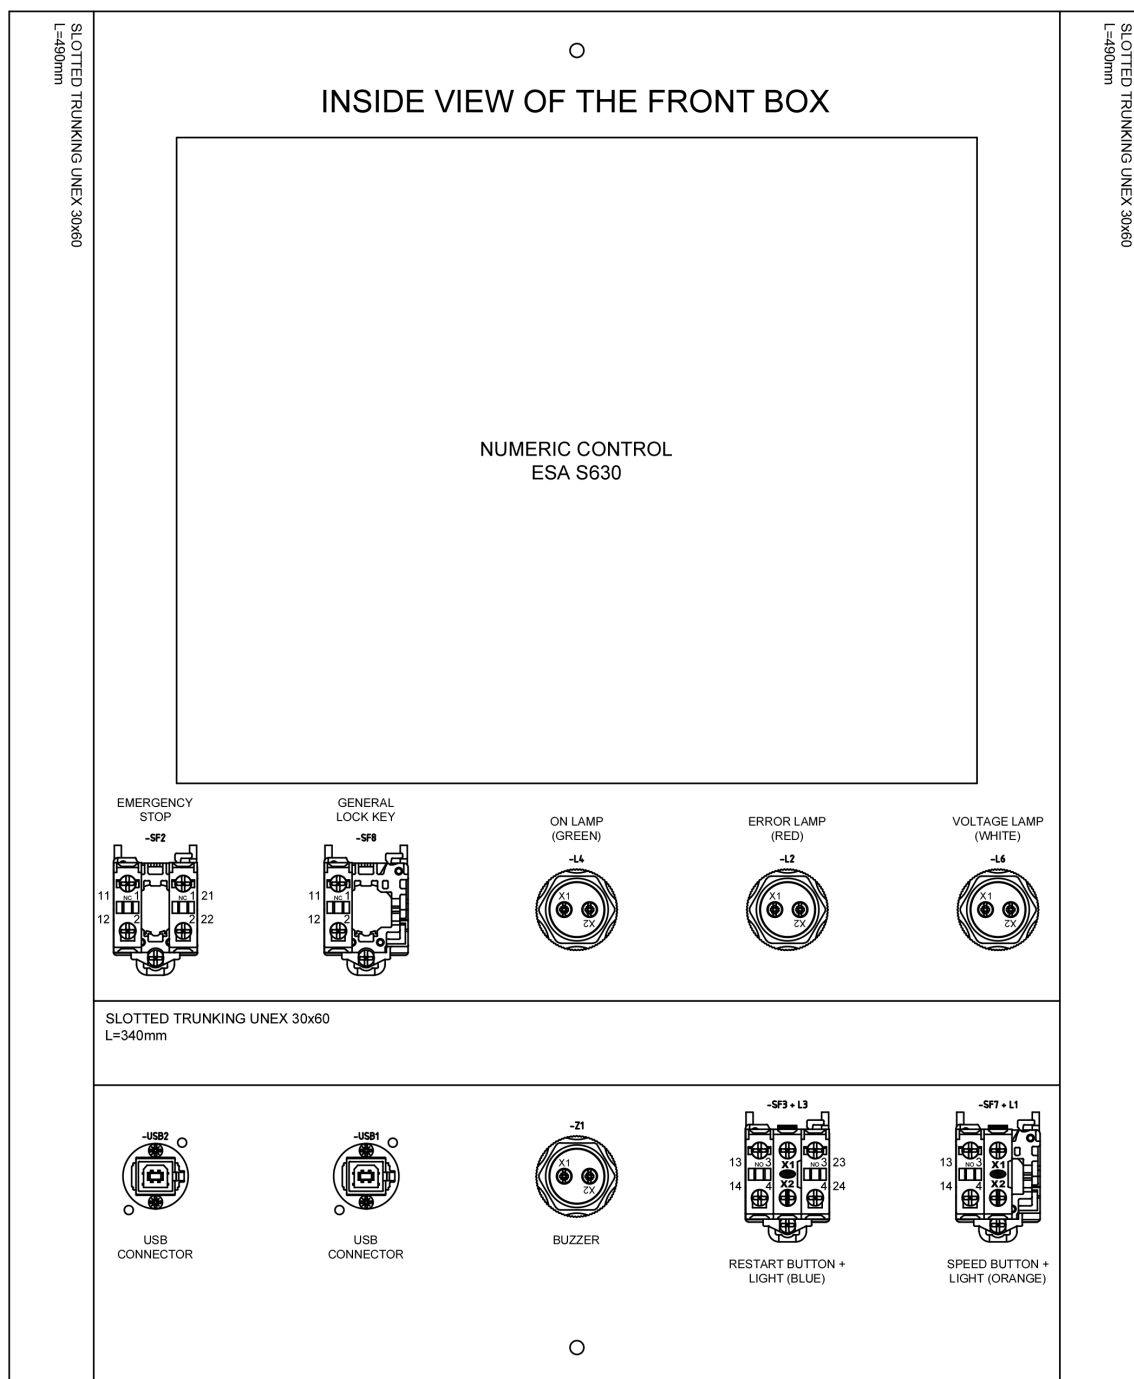 SLOTTED TRUNKING UNEX 30x60
L=490mm
SLOTTED TRUNKING UNEX 30x60
L=490mm
INSIDE VIEW OF THE FRONT BOX
NUMERIC CONTROL
ESA S630
EMERGENCY
STOP
-SF2
11 NC 1 NC 1 21
12 2 2 22
GENERAL
LOCK KEY
-SF8
11 NC 1
12 2
ON LAMP
(GREEN)
-L4
X1
X2
ERROR LAMP
(RED)
-L2
X1
X2
VOLTAGE LAMP
(WHITE)
-L6
X1
X2
SLOTTED TRUNKING UNEX 30x60
L=340mm
-USB2
USB
CONNECTOR
-USB1
USB
CONNECTOR
-Z1
X1
X2
BUZZER
-SF3 + L3
13 NO 3 X1 NO 3 23
14 4 X2 4 24
RESTART BUTTON +
LIGHT (BLUE)
-SF7 + L1
13 NO 3 X1
14 4 X2
SPEED BUTTON +
LIGHT (ORANGE)